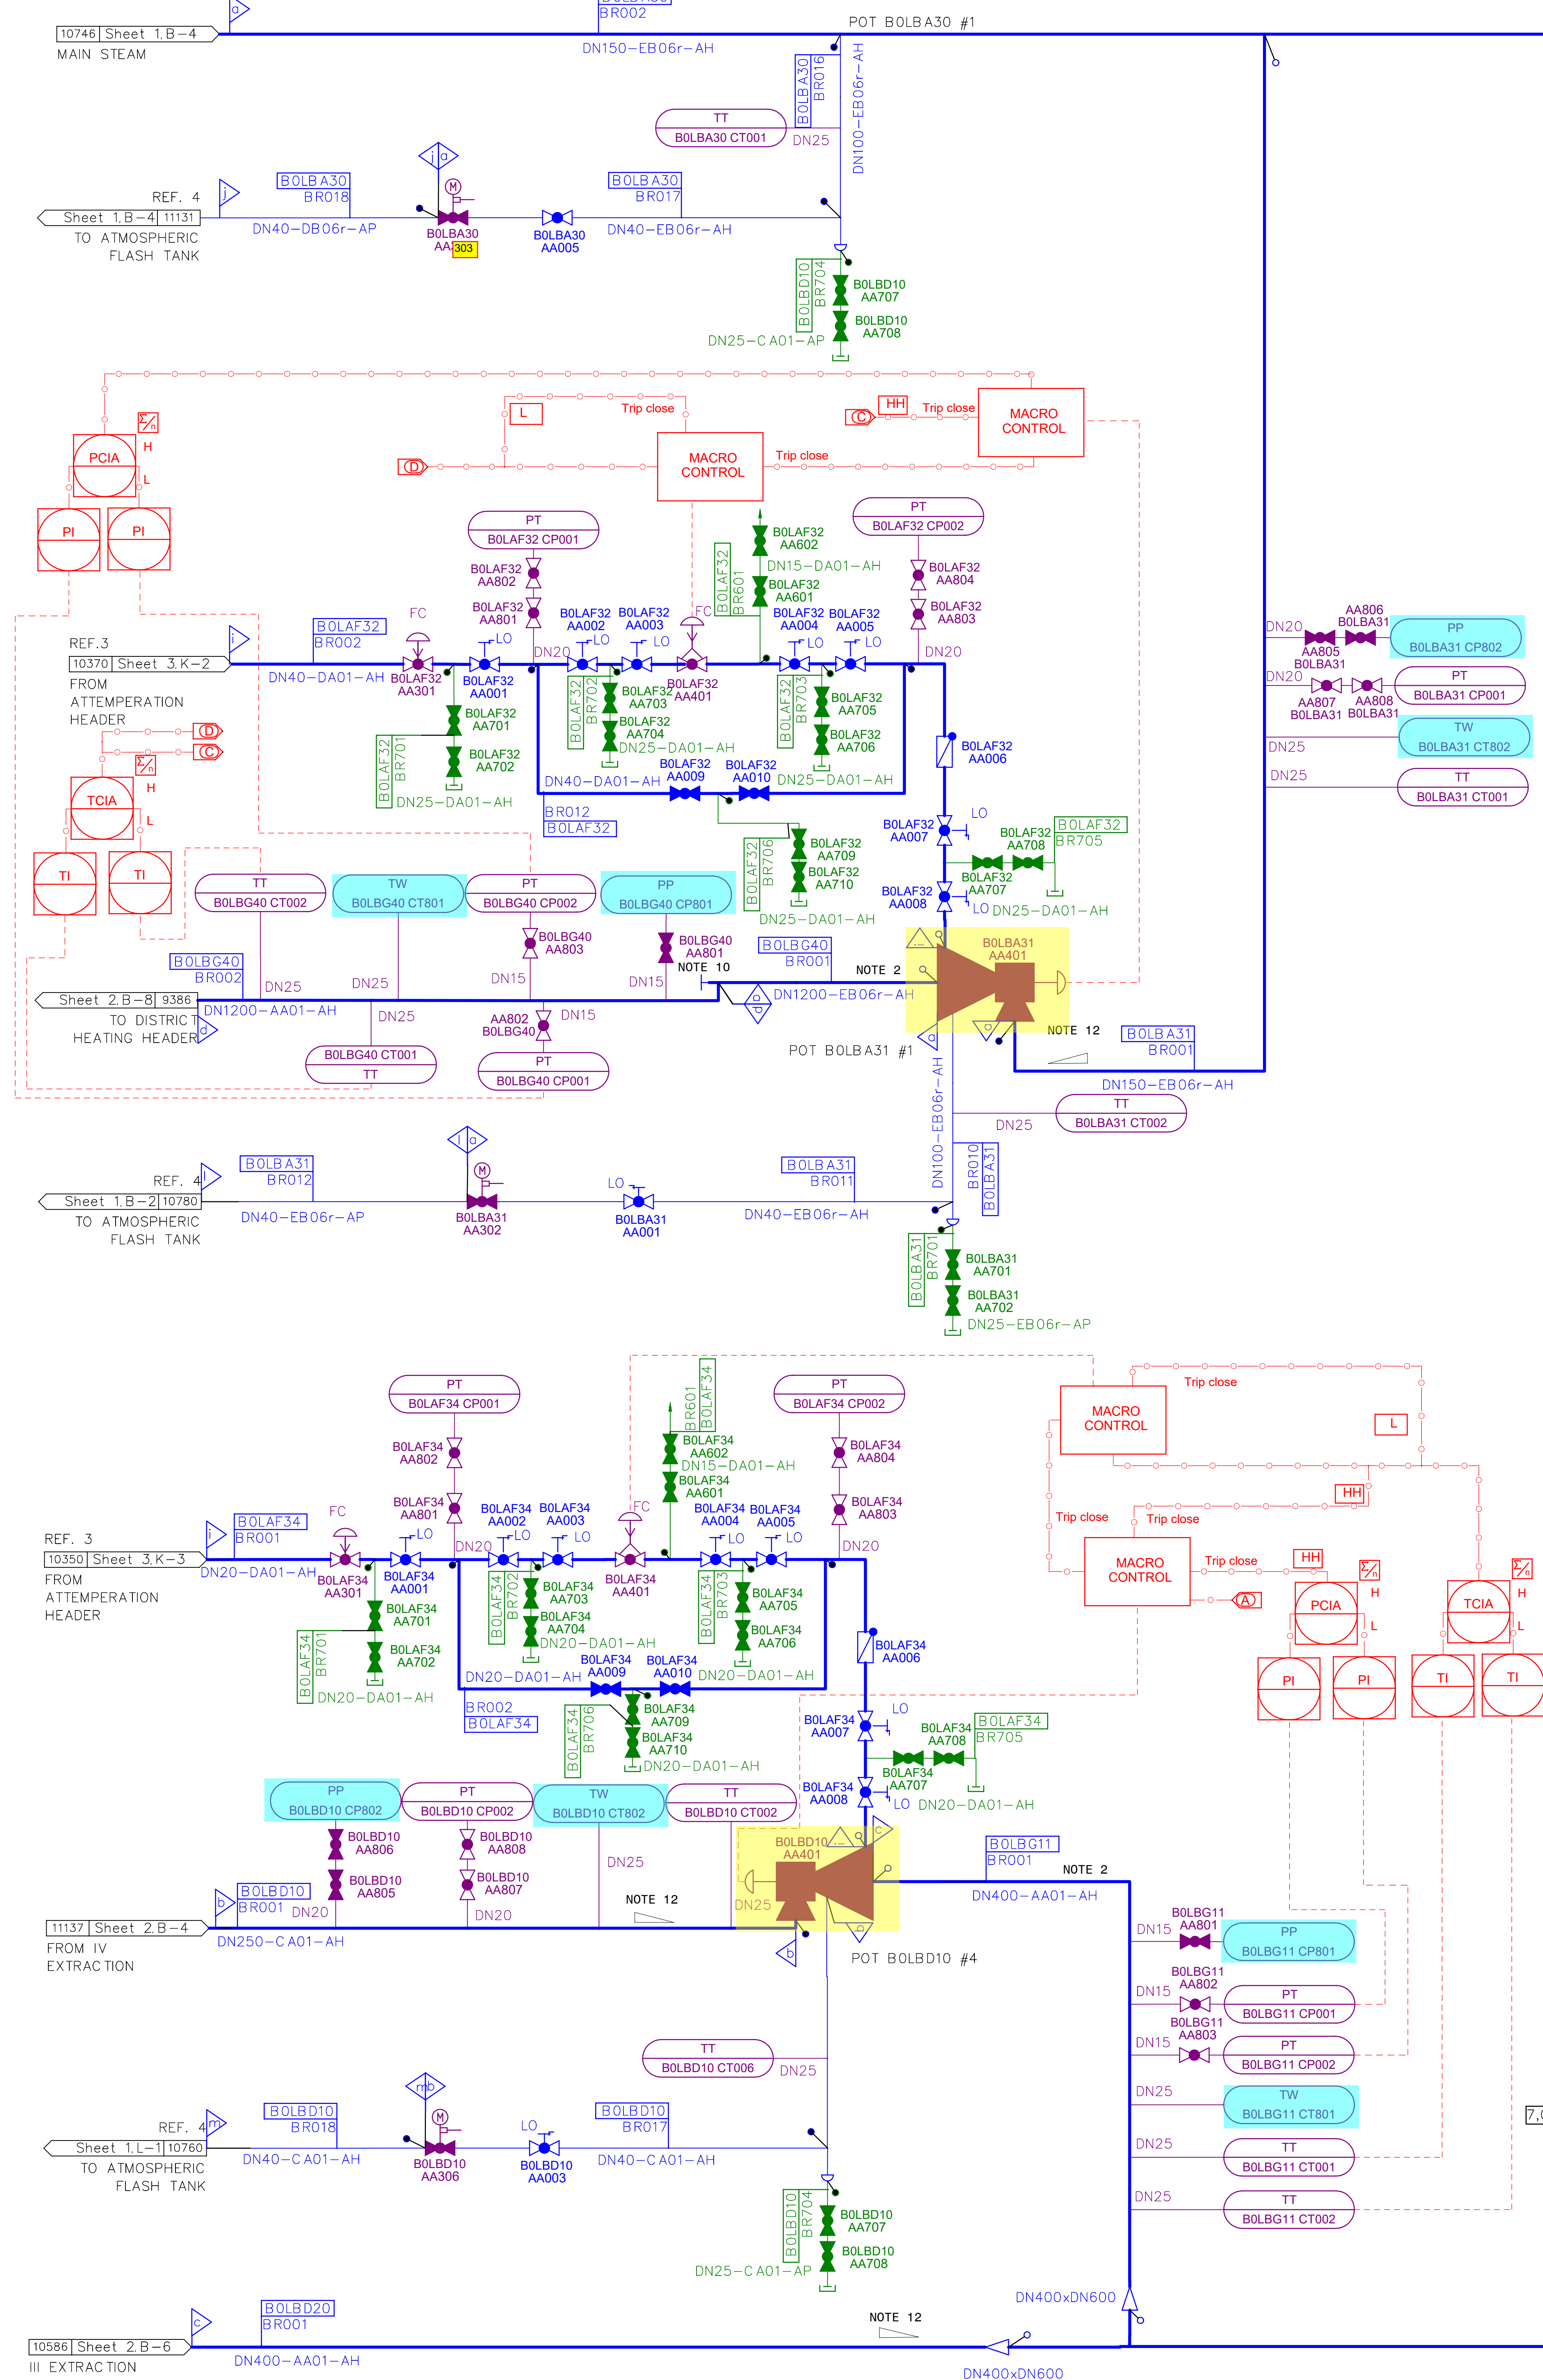 a
BR002
10746 Sheet 1,B-4
MAIN STEAM
DN150-EB06r-AH
POT B0LBA30 #1
B0LBA30
BR016
DN100-EB06r-AH
TT
B0LBA30 CT001
DN25
j a
REF. 4
j
B0LBA30
BR018
M
B0LBA30
BR017
Sheet 1,B-4 11131
TO ATMOSPHERIC
FLASH TANK
DN40-DB06r-AP
B0LBA30
303
B0LBA30
AA005
DN40-EB06r-AH
B0LBD10
BR704
B0LBD10
AA707
B0LBD10
AA708
DN25-CA01-AP
L
Trip close
C
HH
Trip close
MACRO
CONTROL
D
MACRO
CONTROL
Trip close
Σ/n
H
PCIA
L
PI
PI
PT
B0LAF32 CP001
B0LAF32
AA802
B0LAF32
AA801
B0LAF32
BR601
B0LAF32
AA602
DN15-DA01-AH
B0LAF32
AA601
PT
B0LAF32 CP002
B0LAF32
AA804
B0LAF32
AA803
REF.3
10370 Sheet 3,K-2
FROM
ATTEMPERATION
HEADER
i
B0LAF32
BR002
DN40-DA01-AH
FC
B0LAF32
AA301
LO
B0LAF32
AA001
DN20
B0LAF32
AA002
LO
B0LAF32
AA003
LO
FC
B0LAF32
AA401
B0LAF32
AA004
LO
B0LAF32
AA005
LO
DN20
B0LAF32
BR701
B0LAF32
AA701
B0LAF32
AA702
DN25-DA01-AH
B0LAF32
BR702
B0LAF32
AA703
B0LAF32
AA704
DN25-DA01-AH
B0LAF32
BR703
B0LAF32
AA705
B0LAF32
AA706
DN25-DA01-AH
DN40-DA01-AH
B0LAF32
AA009
B0LAF32
AA010
BR012
B0LAF32
B0LAF32
BR706
B0LAF32
AA709
B0LAF32
AA710
DN25-DA01-AH
B0LAF32
AA006
B0LAF32
AA007
LO
B0LAF32
AA708
B0LAF32
BR705
B0LAF32
AA707
B0LAF32
AA008
LO
DN25-DA01-AH
DN20
AA806
B0LBA31
AA805
B0LBA31
PP
B0LBA31 CP802
DN20
AA807
B0LBA31
AA808
B0LBA31
PT
B0LBA31 CP001
DN25
TW
B0LBA31 CT802
DN25
TT
B0LBA31 CT001
D
C
Σ/n
H
TCIA
L
TI
TI
TT
B0LBG40 CT002
TW
B0LBG40 CT801
PT
B0LBG40 CP002
PP
B0LBG40 CP801
B0LBG40
AA803
B0LBG40
AA801
DN25
DN25
DN15
DN15
NOTE 10
B0LBG40
BR002
B0LBG40
BR001
NOTE 2
B0LBA31
AA401
Sheet 2,B-8 9386
TO DISTRICT
HEATING HEADER
d
DN1200-AA01-AH
DN1200-EB06r-AH
DN25
AA802
B0LBG40
DN15
B0LBG40 CT001
TT
PT
B0LBG40 CP001
POT B0LBA31 #1
NOTE 12
B0LBA31
BR001
DN150-EB06r-AH
DN100-EB06r-AH
DN25
TT
B0LBA31 CT002
BR010
B0LBA31
l a
REF. 4
l
B0LBA31
BR012
M
LO
B0LBA31
BR011
Sheet 1,B-2 10780
TO ATMOSPHERIC
FLASH TANK
DN40-EB06r-AP
B0LBA31
AA302
B0LBA31
AA001
DN40-EB06r-AH
B0LBA31
BR701
B0LBA31
AA701
B0LBA31
AA702
DN25-EB06r-AP
PT
B0LAF34 CP001
B0LAF34
AA802
B0LAF34
AA801
BR601
B0LAF34
B0LAF34
AA602
DN15-DA01-AH
B0LAF34
AA601
PT
B0LAF34 CP002
B0LAF34
AA804
B0LAF34
AA803
MACRO
CONTROL
Trip close
L
HH
Trip close
Trip close
MACRO
CONTROL
Trip close
HH
A
Σ/n
H
PCIA
L
PI
PI
Σ/n
H
TCIA
L
TI
TI
REF. 3
10350 Sheet 3,K-3
FROM
ATTEMPERATION
HEADER
i
B0LAF34
BR001
DN20-DA01-AH
FC
B0LAF34
AA301
LO
B0LAF34
AA001
DN20
B0LAF34
AA002
LO
B0LAF34
AA003
LO
FC
B0LAF34
AA401
B0LAF34
AA004
LO
B0LAF34
AA005
LO
DN20
B0LAF34
BR701
B0LAF34
AA701
B0LAF34
AA702
DN20-DA01-AH
B0LAF34
BR702
B0LAF34
AA703
B0LAF34
AA704
DN20-DA01-AH
B0LAF34
BR703
B0LAF34
AA705
B0LAF34
AA706
DN20-DA01-AH
DN20-DA01-AH
B0LAF34
AA009
B0LAF34
AA010
BR002
B0LAF34
B0LAF34
BR706
B0LAF34
AA709
B0LAF34
AA710
DN20-DA01-AH
B0LAF34
AA006
B0LAF34
AA007
LO
B0LAF34
AA708
B0LAF34
BR705
B0LAF34
AA707
B0LAF34
AA008
LO
DN20-DA01-AH
PP
B0LBD10 CP802
PT
B0LBD10 CP002
TW
B0LBD10 CT802
TT
B0LBD10 CT002
B0LBD10
AA806
B0LBD10
AA805
DN20
B0LBD10
AA808
B0LBD10
AA807
DN20
DN25
DN25
NOTE 12
B0LBD10
AA401
c
b
B0LBD10
BR001
11137 Sheet 2,B-4
FROM IV
EXTRACTION
DN250-CA01-AH
b
b
POT B0LBD10 #4
B0LBG11
BR001
NOTE 2
DN400-AA01-AH
DN15
B0LBG11
AA801
PP
B0LBG11 CP801
DN15
B0LBG11
AA802
PT
B0LBG11 CP001
DN15
B0LBG11
AA803
PT
B0LBG11 CP002
DN25
TW
B0LBG11 CT801
DN25
TT
B0LBG11 CT001
DN25
TT
B0LBG11 CT002
TT
B0LBD10 CT006
DN25
m b
REF. 4
m
B0LBD10
BR018
M
LO
B0LBD10
BR017
Sheet 1,L-1 10760
TO ATMOSPHERIC
FLASH TANK
DN40-CA01-AH
B0LBD10
AA306
B0LBD10
AA003
DN40-CA01-AH
B0LBD10
BR704
B0LBD10
AA707
B0LBD10
AA708
DN25-CA01-AP
DN400xDN600
c
B0LBD20
BR001
NOTE 12
10586 Sheet 2,B-6
III EXTRACTION
DN400-AA01-AH
DN400xDN600